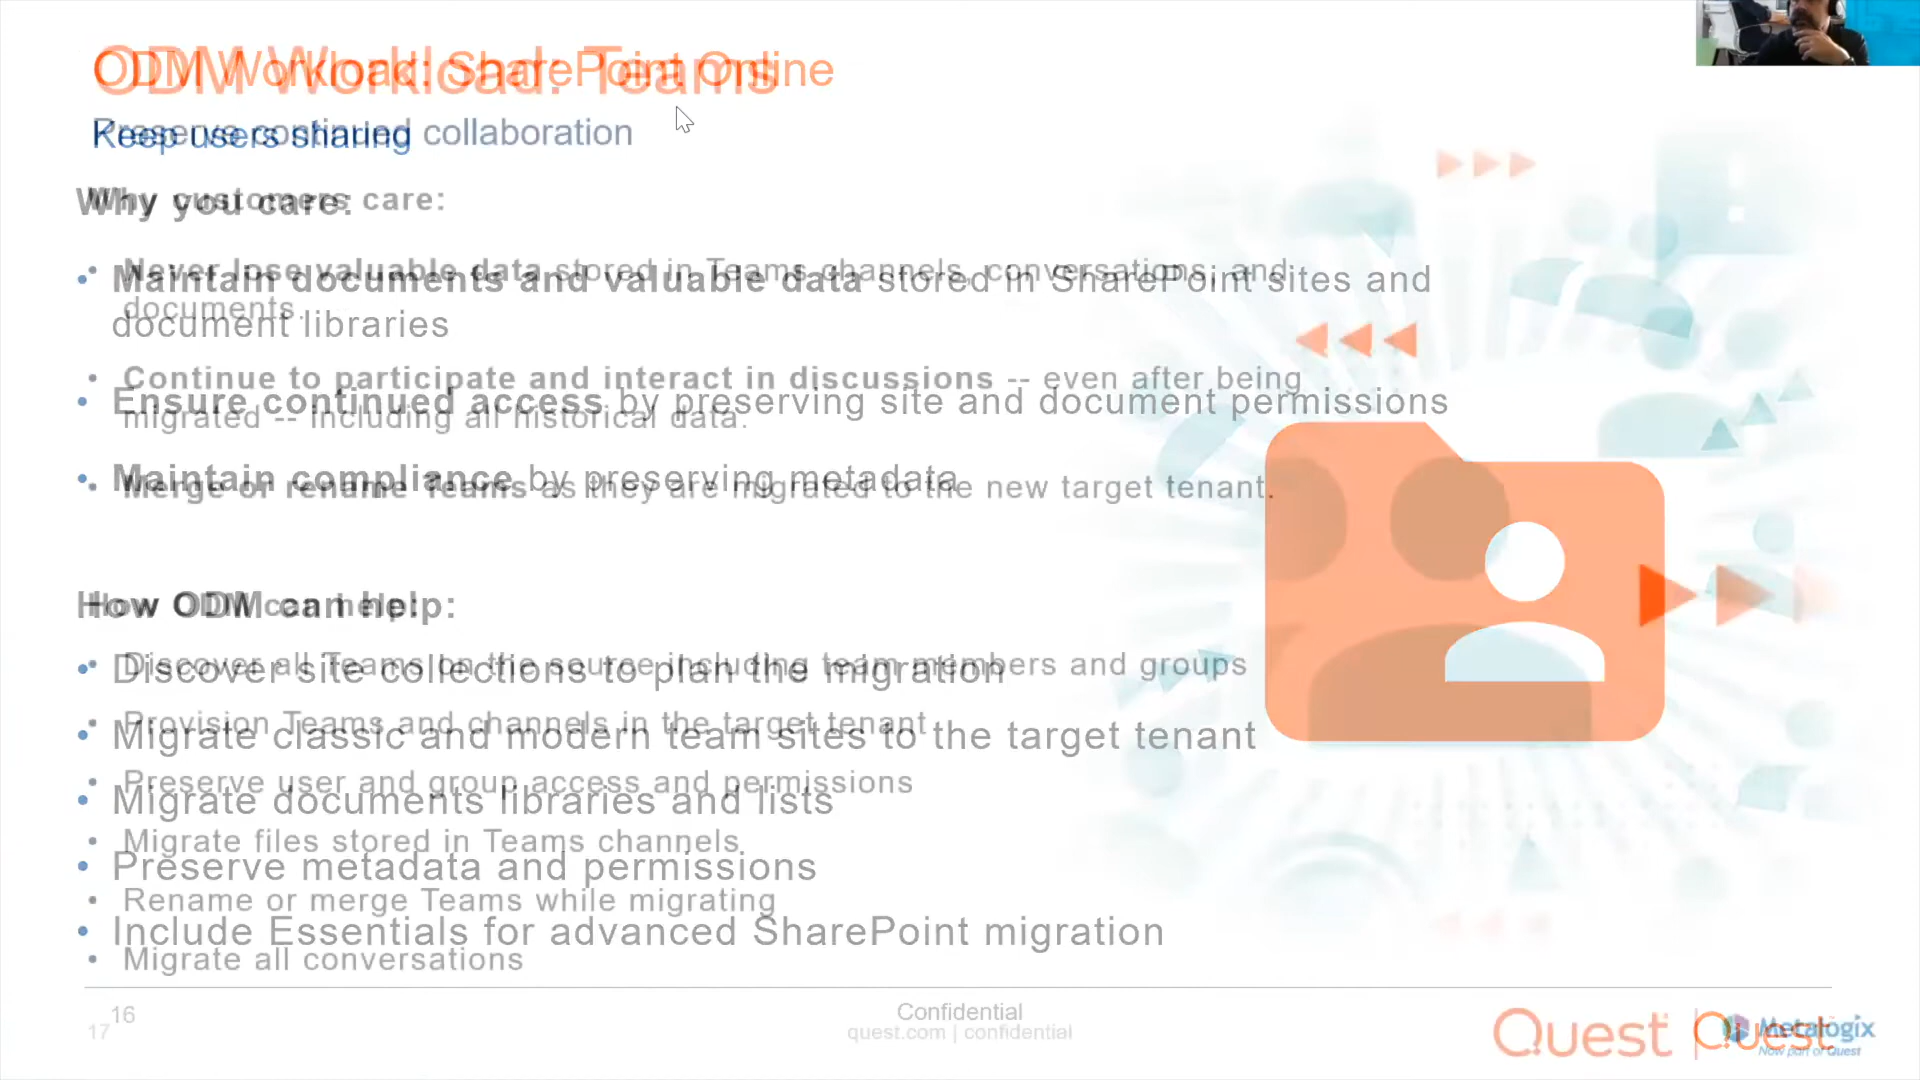 ODM Workload: SharePoint Online
Keep users sharing
Why you care:
• Maintain documents and valuable data stored in SharePoint sites and
document libraries
• Ensure continued access by preserving site and document permissions
• Maintain compliance by preserving metadata
How ODM can help:
• Discover site collections to plan the migration
• Migrate classic and modern team sites to the target tenant
• Migrate documents libraries and lists
• Preserve metadata and permissions
• Include Essentials for advanced SharePoint migration
16
Confidential
Quest
Metalogix
Now part of Quest
ODM Workload: Teams
Preserve continued collaboration
Why customers care:
• Never lose valuable data stored in Teams channels, conversations, and
documents.
• Continue to participate and interact in discussions -- even after being
migrated -- including all historical data.
• Merge or rename Teams as they are migrated to the new target tenant.
How ODM can help:
• Discover all Teams on the source including team members and groups
• Provision Teams and channels in the target tenant
• Preserve user and group access and permissions
• Migrate files stored in Teams channels
• Rename or merge Teams while migrating
• Migrate all conversations
17
quest.com | confidential
Quest